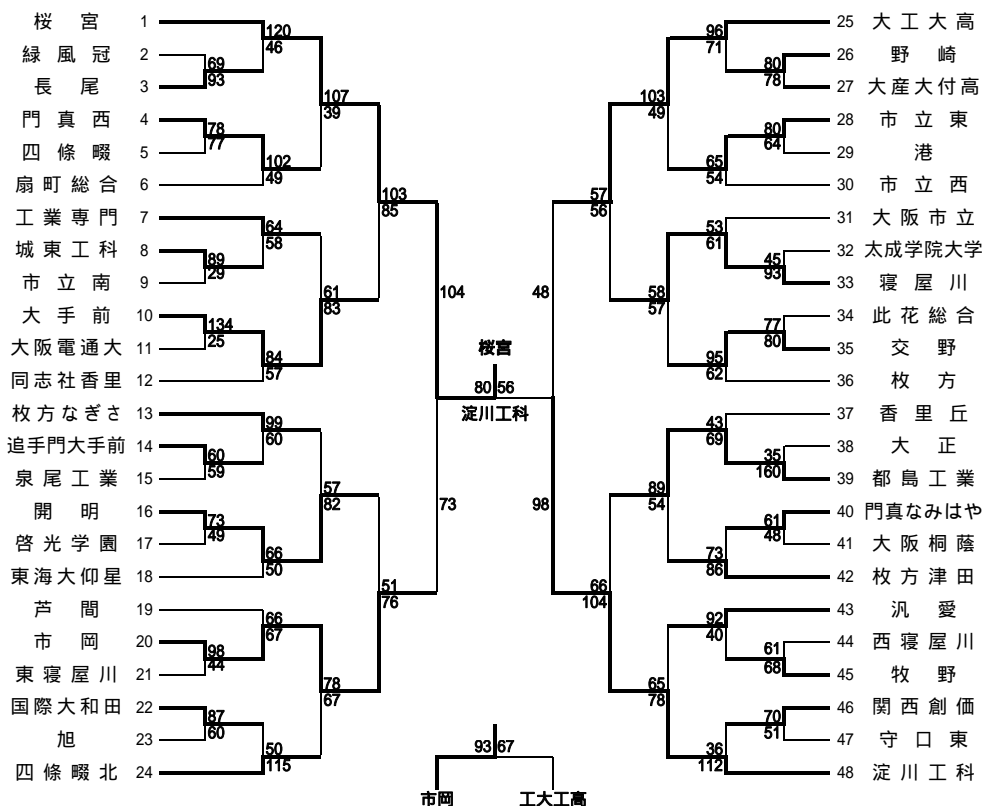 桜宮 1
緑風冠 2
長尾 3
門真西 4
四條畷 5
扇町総合 6
工業専門 7
城東工科 8
市立南 9
大手前 10
大阪電通大 11
同志社香里 12
枚方なぎさ 13
追手門大手前 14
泉尾工業 15
開明 16
啓光学園 17
東海大仰星 18
芦間 19
市岡 20
東寝屋川 21
国際大和田 22
旭 23
四條畷北 24
120
46
69
93
78
77
102
49
64
58
89
29
134
25
84
57
99
60
60
59
73
49
66
50
66
67
98
44
87
60
50
115
107
39
61
83
57
82
78
67
103
85
51
76
104
73
桜宮
80 56
淀川工科
48
98
93 67
市岡 工大工高
57
56
66
104
103
49
58
57
89
54
65
78
96
71
80
78
80
64
65
54
53
61
45
93
77
80
95
62
43
69
35
160
61
48
73
86
92
40
61
68
70
51
36
112
25 大工大高
26 野崎
27 大産大付高
28 市立東
29 港
30 市立西
31 大阪市立
32 太成学院大学
33 寝屋川
34 此花総合
35 交野
36 枚方
37 香里丘
38 大正
39 都島工業
40 門真なみはや
41 大阪桐蔭
42 枚方津田
43 汎愛
44 西寝屋川
45 牧野
46 関西創価
47 守口東
48 淀川工科